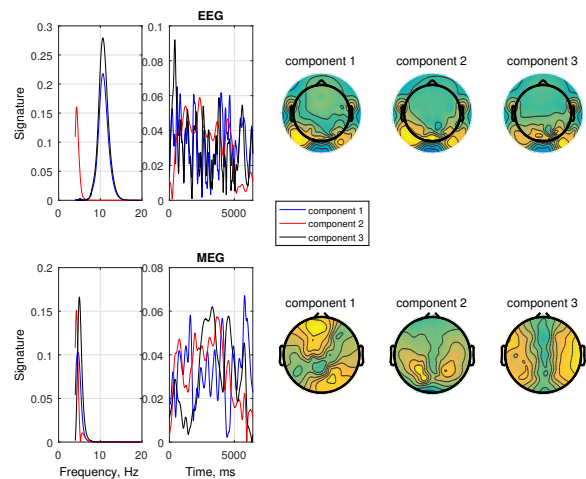 EEG
Signature
0.3
0.25
0.2
0.15
0.1
0.05
0
0 10 20
0.1
0.08
0.06
0.04
0.02
0
0 5000
component 1
component 2
component 3
component 1
component 2
component 3
MEG
Signature
0.2
0.15
0.1
0.05
0
0 10 20
Frequency, Hz
0.08
0.06
0.04
0.02
0
0 5000
Time, ms
component 1
component 2
component 3